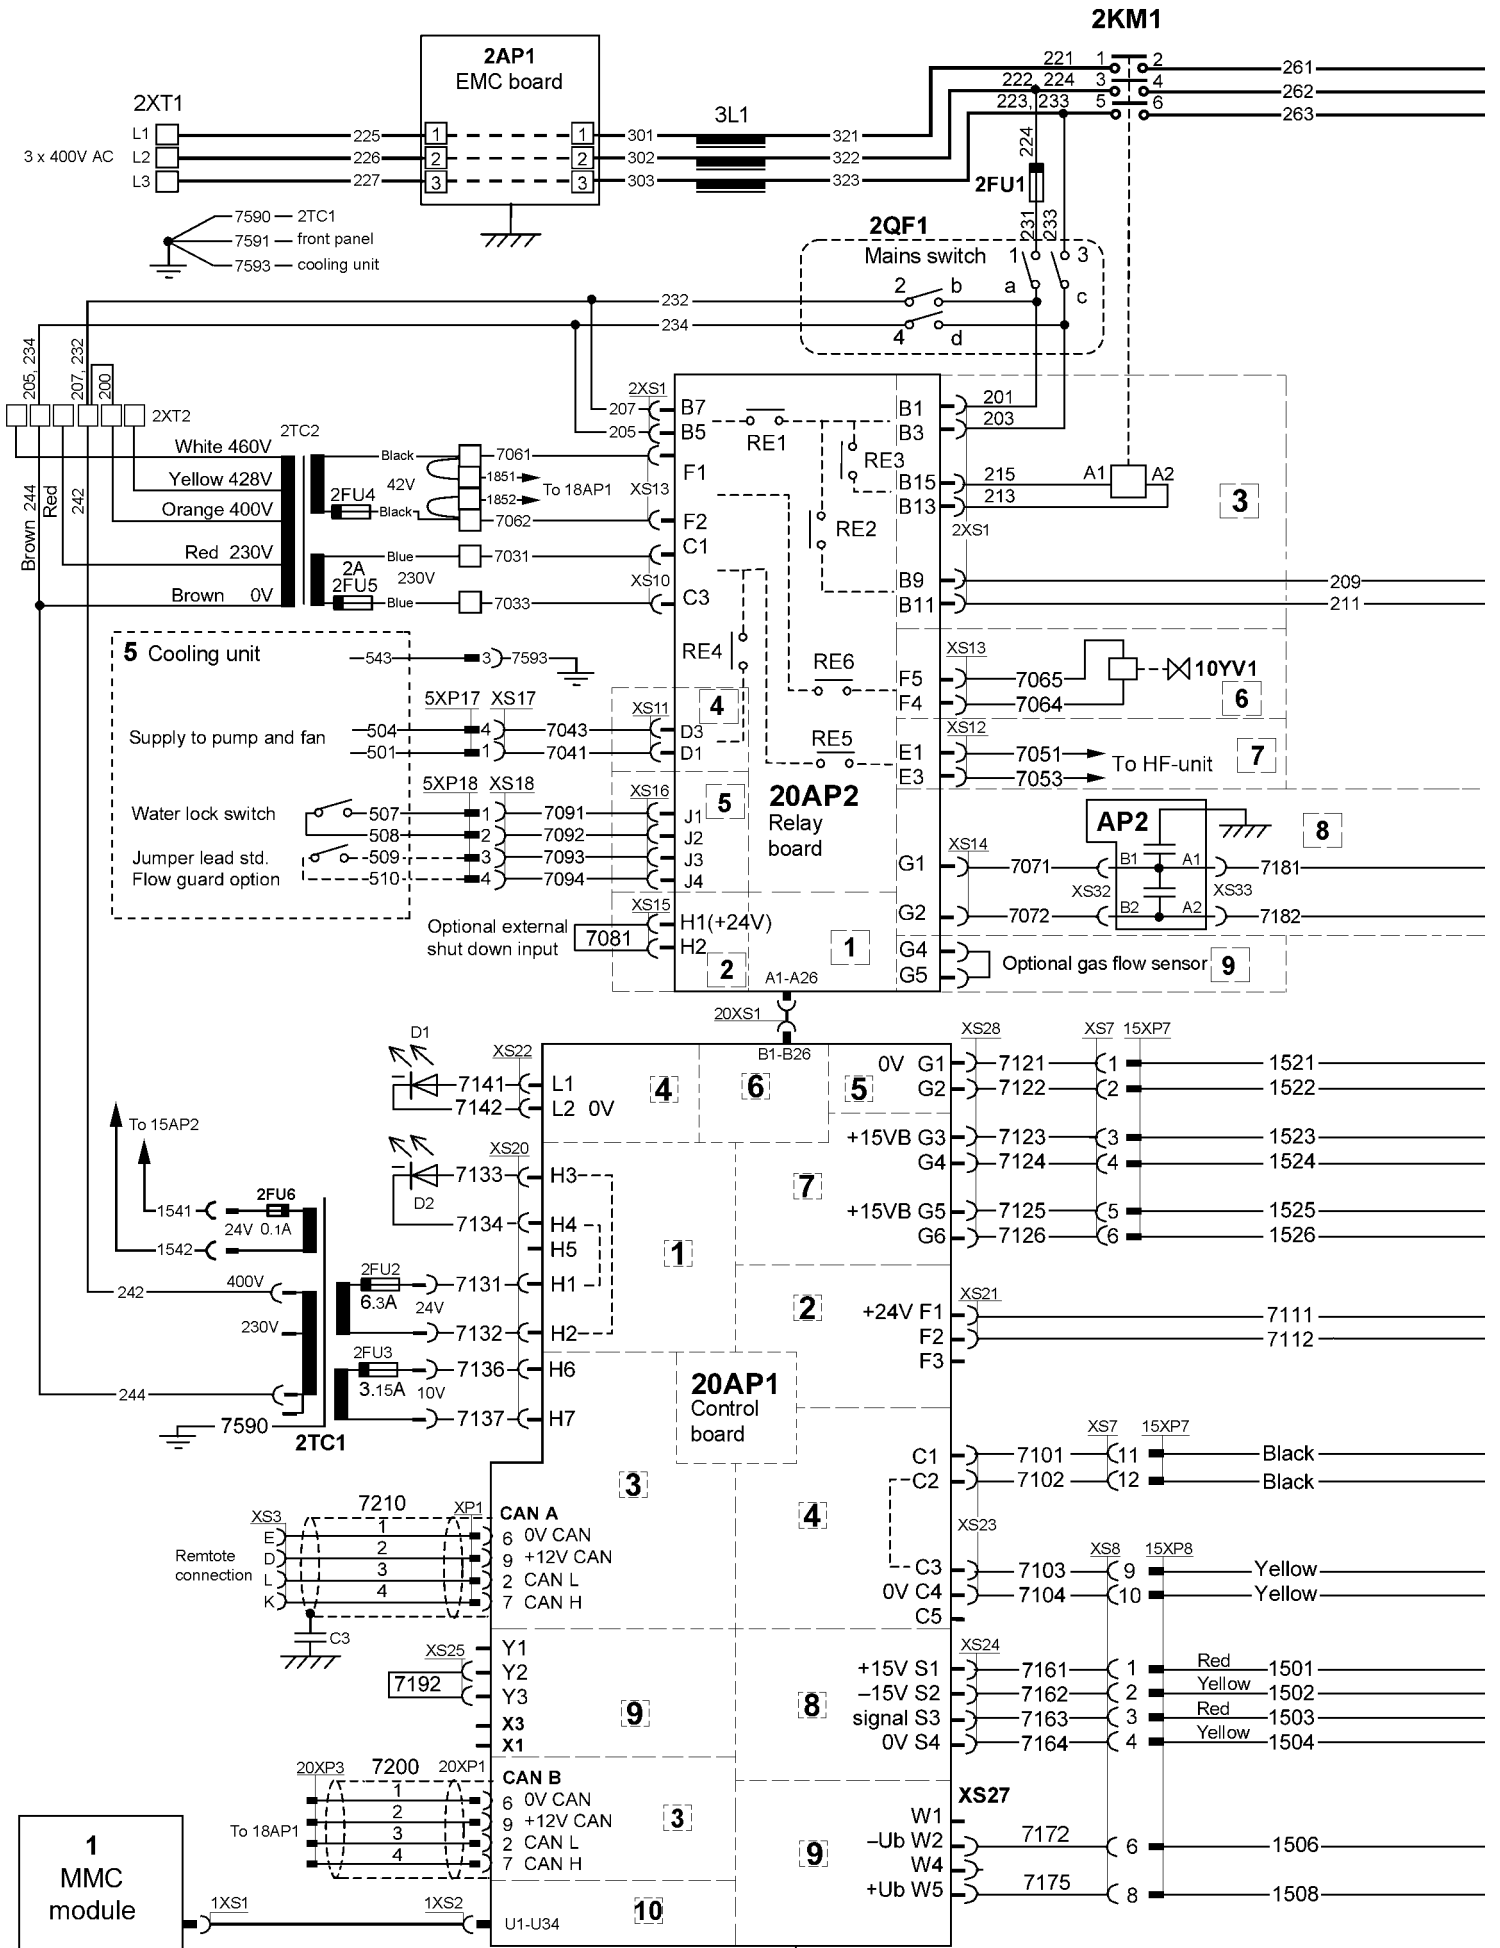 2KM1
2AP1
EMC board
221 1 2 261
222, 224 3 4 262
223, 233 5 6 263
2XT1
3L1
3 x 400V AC
L1 225 1 1 301 321
L2 226 2 2 302 322
L3 227 3 3 303 323
224
2FU1
231
233
7590 2TC1
7591 front panel
7593 cooling unit
2QF1
Mains switch
1 3
a c
2 b
4 d
232
234
205, 234
207, 232
200
2XT2
2TC2
White 460V
Yellow 428V
Orange 400V
Red 230V
Brown 0V
Brown 244
Red
242
Black 7061
42V
1851
1852
To 18AP1
2FU4
Black 7062
Blue 7031
2A
2FU5
230V
Blue 7033
2XS1
207 B7
205 B5
F1
XS13
F2
C1
XS10
C3
RE1
RE2
RE3
RE4
RE5
RE6
B1 201
B3 203
B15 215
B13 213
A1 A2
2XS1
3
B9 209
B11 211
XS13
F5 7065
F4 7064
10YV1
6
XS12
E1 7051
E3 7053
To HF-unit
7
5 Cooling unit
543 3 7593
5XP17 XS17
XS11
4
Supply to pump and fan
504 4 7043 D3
501 1 7041 D1
5XP18 XS18
XS16
5
Water lock switch
507 1 7091 J1
508 2 7092 J2
Jumper lead std.
509 3 7093 J3
Flow guard option
510 4 7094 J4
20AP2
Relay
board
AP2
8
XS14
G1 7071 B1 A1 7181
XS32 XS33
G2 7072 B2 A2 7182
Optional external
shut down input
XS15
7081
H1(+24V)
H2
2
1
A1-A26
G4
G5
Optional gas flow sensor
9
20XS1
B1-B26
D1
XS22
7141 L1
7142 L2 0V
4
6
5
XS28 XS7 15XP7
0V G1 7121 1 1521
G2 7122 2 1522
+15VB G3 7123 3 1523
G4 7124 4 1524
+15VB G5 7125 5 1525
G6 7126 6 1526
7
To 15AP2
XS20
D2
7133 H3
7134 H4
H5
1
1541
2FU6
24V 0.1A
1542
242 400V
230V
244
7590
2TC1
2FU2
6.3A
24V
7131 H1
7132 H2
2FU3
3.15A
10V
7136 H6
7137 H7
2
XS21
+24V F1 7111
F2 7112
F3
20AP1
Control
board
3
4
XS7 15XP7
C1 7101 11 Black
C2 7102 12 Black
XS23
XS8 15XP8
C3 7103 9 Yellow
0V C4 7104 10 Yellow
C5
XS3
7210
XP1
CAN A
Remtote
connection
E 1 6 0V CAN
D 2 9 +12V CAN
L 3 2 CAN L
K 4 7 CAN H
C3
XS25
Y1
Y2
7192
Y3
X3
X1
9
8
XS24
+15V S1 7161 1 Red 1501
–15V S2 7162 2 Yellow 1502
signal S3 7163 3 Red 1503
0V S4 7164 4 Yellow 1504
20XP3
7200
20XP1
CAN B
To 18AP1
1 6 0V CAN
2 9 +12V CAN
3 2 CAN L
4 7 CAN H
3
9
XS27
W1
–Ub W2 7172 6 1506
W4
+Ub W5 7175 8 1508
1
MMC
module
1XS1
1XS2
U1-U34
10